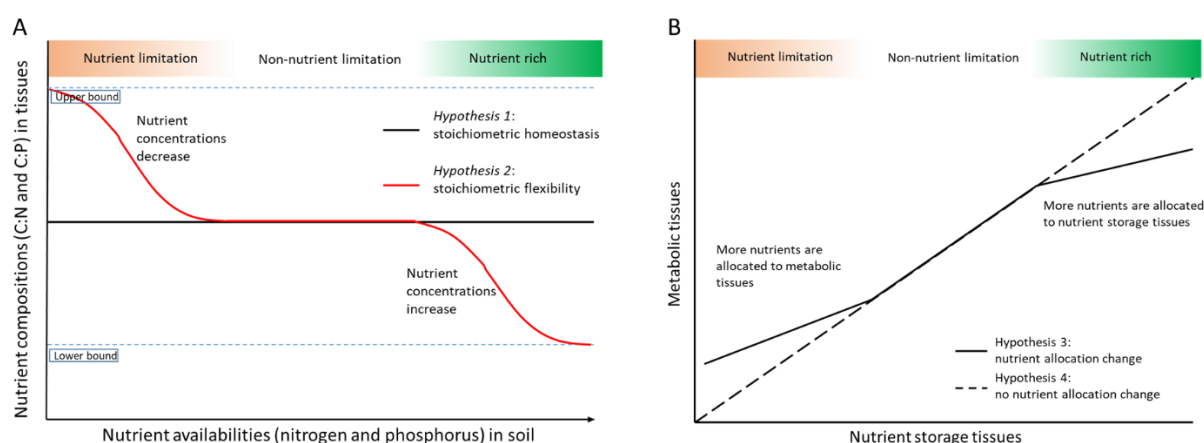 A
Nutrient limitation
Non-nutrient limitation
Nutrient rich
Upper bound
Nutrient
concentrations
decrease
Hypothesis 1:
stoichiometric homeostasis
Hypothesis 2:
stoichiometric flexibility
Nutrient
concentrations
increase
Lower bound
Nutrient compositions (C:N and C:P) in tissues
Nutrient availabilities (nitrogen and phosphorus) in soil
B
Nutrient limitation
Non-nutrient limitation
Nutrient rich
More nutrients are allocated
to nutrient storage tissues
More nutrients are
allocated to metabolic
tissues
Hypothesis 3:
nutrient allocation change
Hypothesis 4:
no nutrient allocation change
Metabolic tissues
Nutrient storage tissues